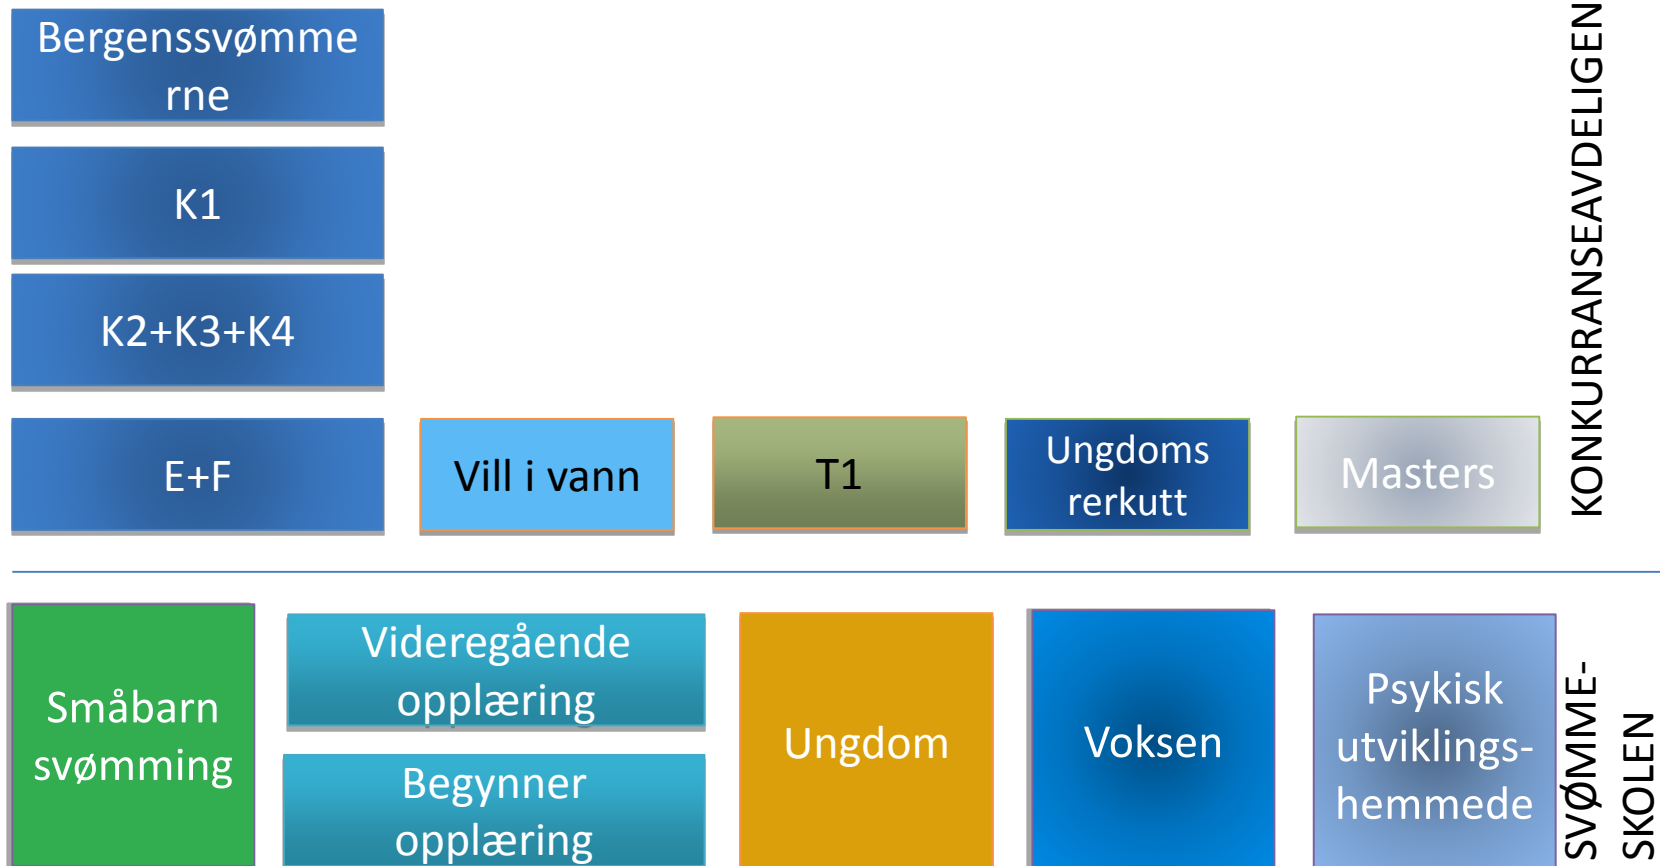 Bergenssvømme
rne
K1
K2+K3+K4
E+F
Vill i vann
T1
Ungdoms
rerkutt
Masters
KONKURRANSEAVDELIGEN
Småbarn
svømming
Videregående
opplæring
Begynner
opplæring
Ungdom
Voksen
Psykisk
utviklings-
hemmede
SVØMME-
SKOLEN